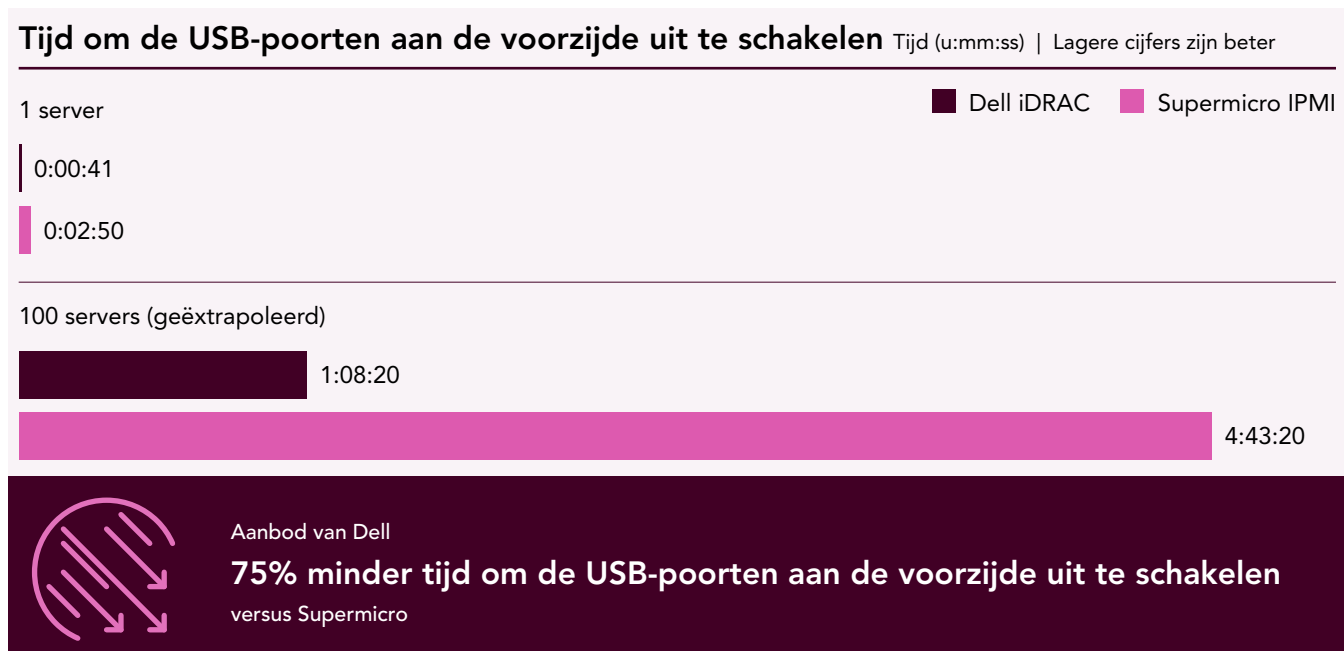 Tijd om de USB-poorten aan de voorzijde uit te schakelen Tijd (u:mm:ss) | Lagere cijfers zijn beter
1 server
Dell iDRAC Supermicro IPMI
0:00:41
0:02:50
100 servers (geëxtrapoleerd)
1:08:20
4:43:20
Aanbod van Dell
75% minder tijd om de USB-poorten aan de voorzijde uit te schakelen
versus Supermicro